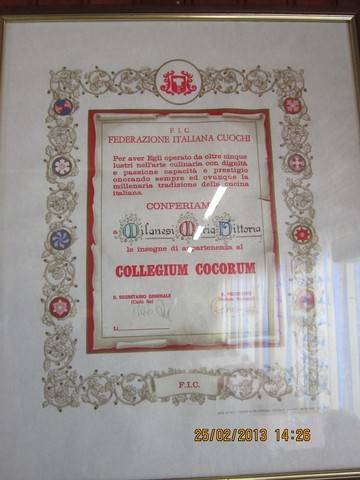 F.I.C.
FEDERAZIONE ITALIANA CUOCHI
Per aver Egli operato da oltre cinque
lustri nell'arte culinaria con dignità
e passione capacità e prestigio
onorando sempre ed ovunque la
millenaria tradizione della cucina
italiana.
CONFERIAMO
a Milanesi Maria Vittoria
le insegne di appartenenza al
COLLEGIUM COCORUM
IL SEGRETARIO GENERALE
IL PRESIDENTE
Li
F.I.C.
25/02/2013 14:26